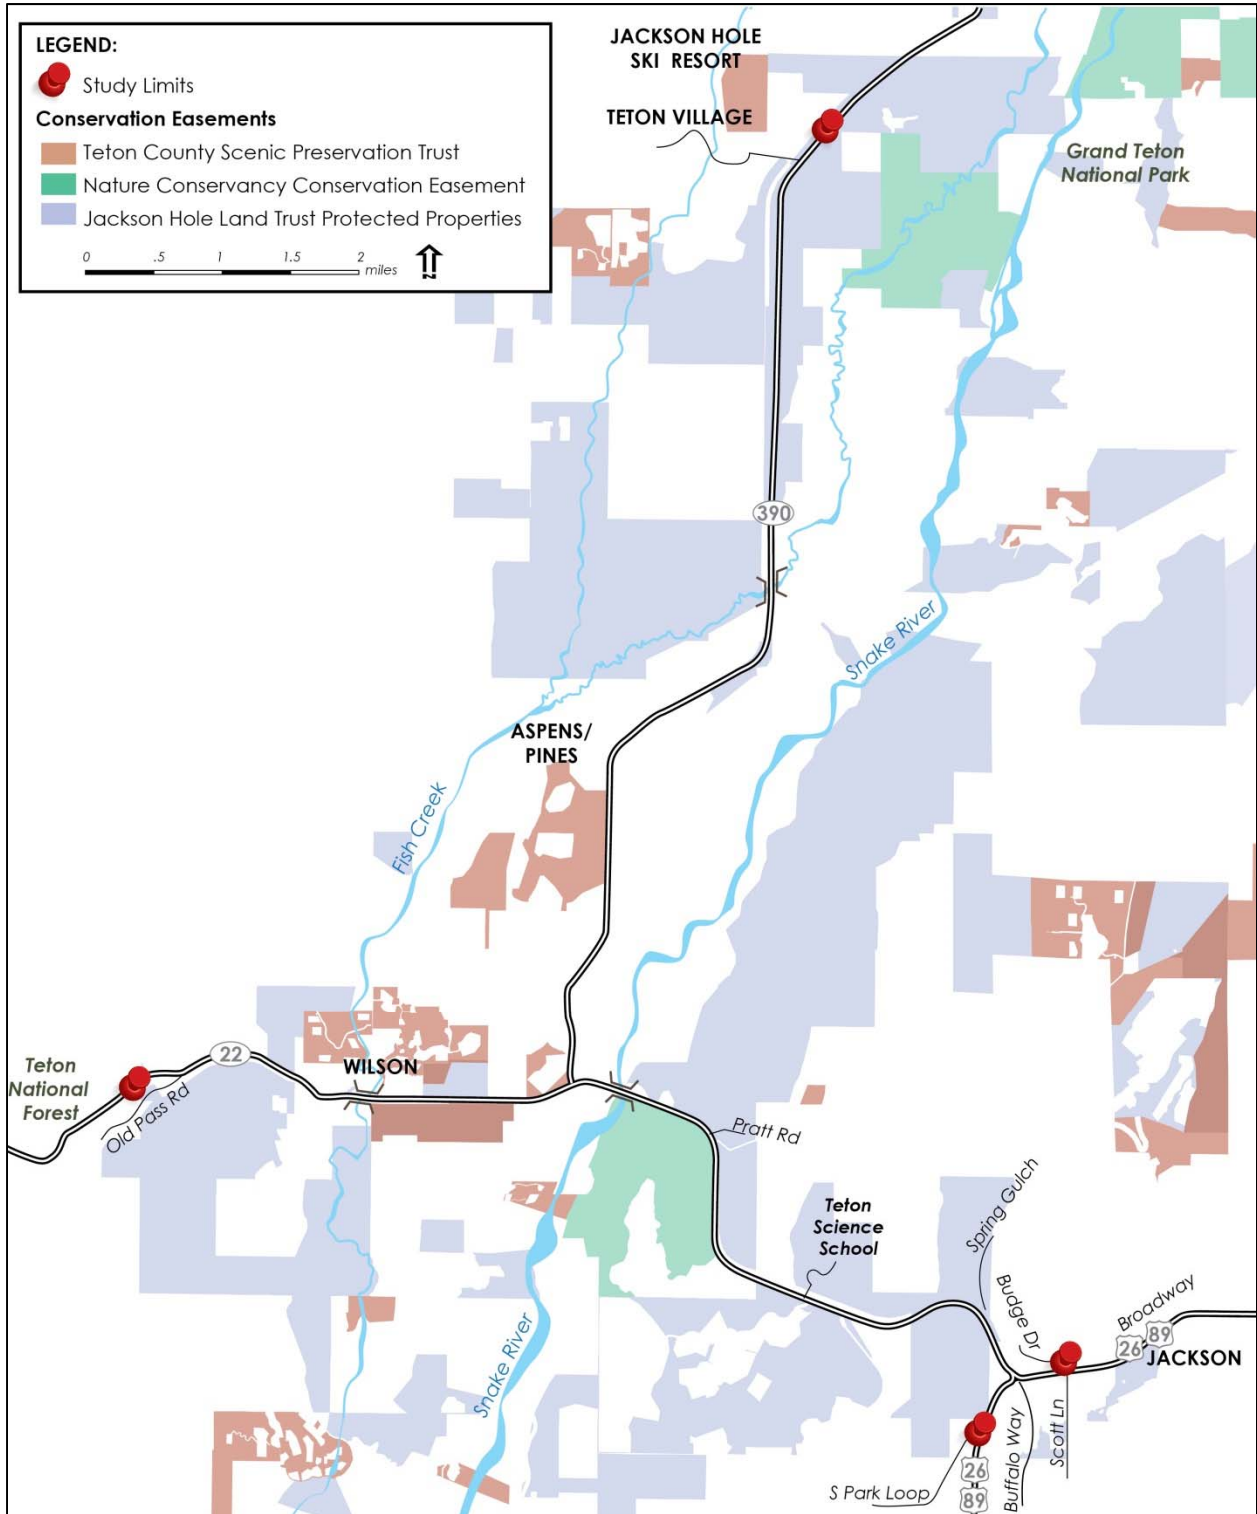 LEGEND:
Study Limits
Conservation Easements
Teton County Scenic Preservation Trust
Nature Conservancy Conservation Easement
Jackson Hole Land Trust Protected Properties
0 .5 1 1.5 2
miles
N
JACKSON HOLE
SKI RESORT
TETON VILLAGE
Grand Teton
National Park
390
Snake River
ASPENS/
PINES
Fish Creek
22
WILSON
Teton
National
Forest
Old Pass Rd
Pratt Rd
Teton
Science
School
Spring Gulch
Budge Dr
Broadway
26
89
JACKSON
Snake River
S Park Loop
26
89
Buffalo Way
Scott Ln